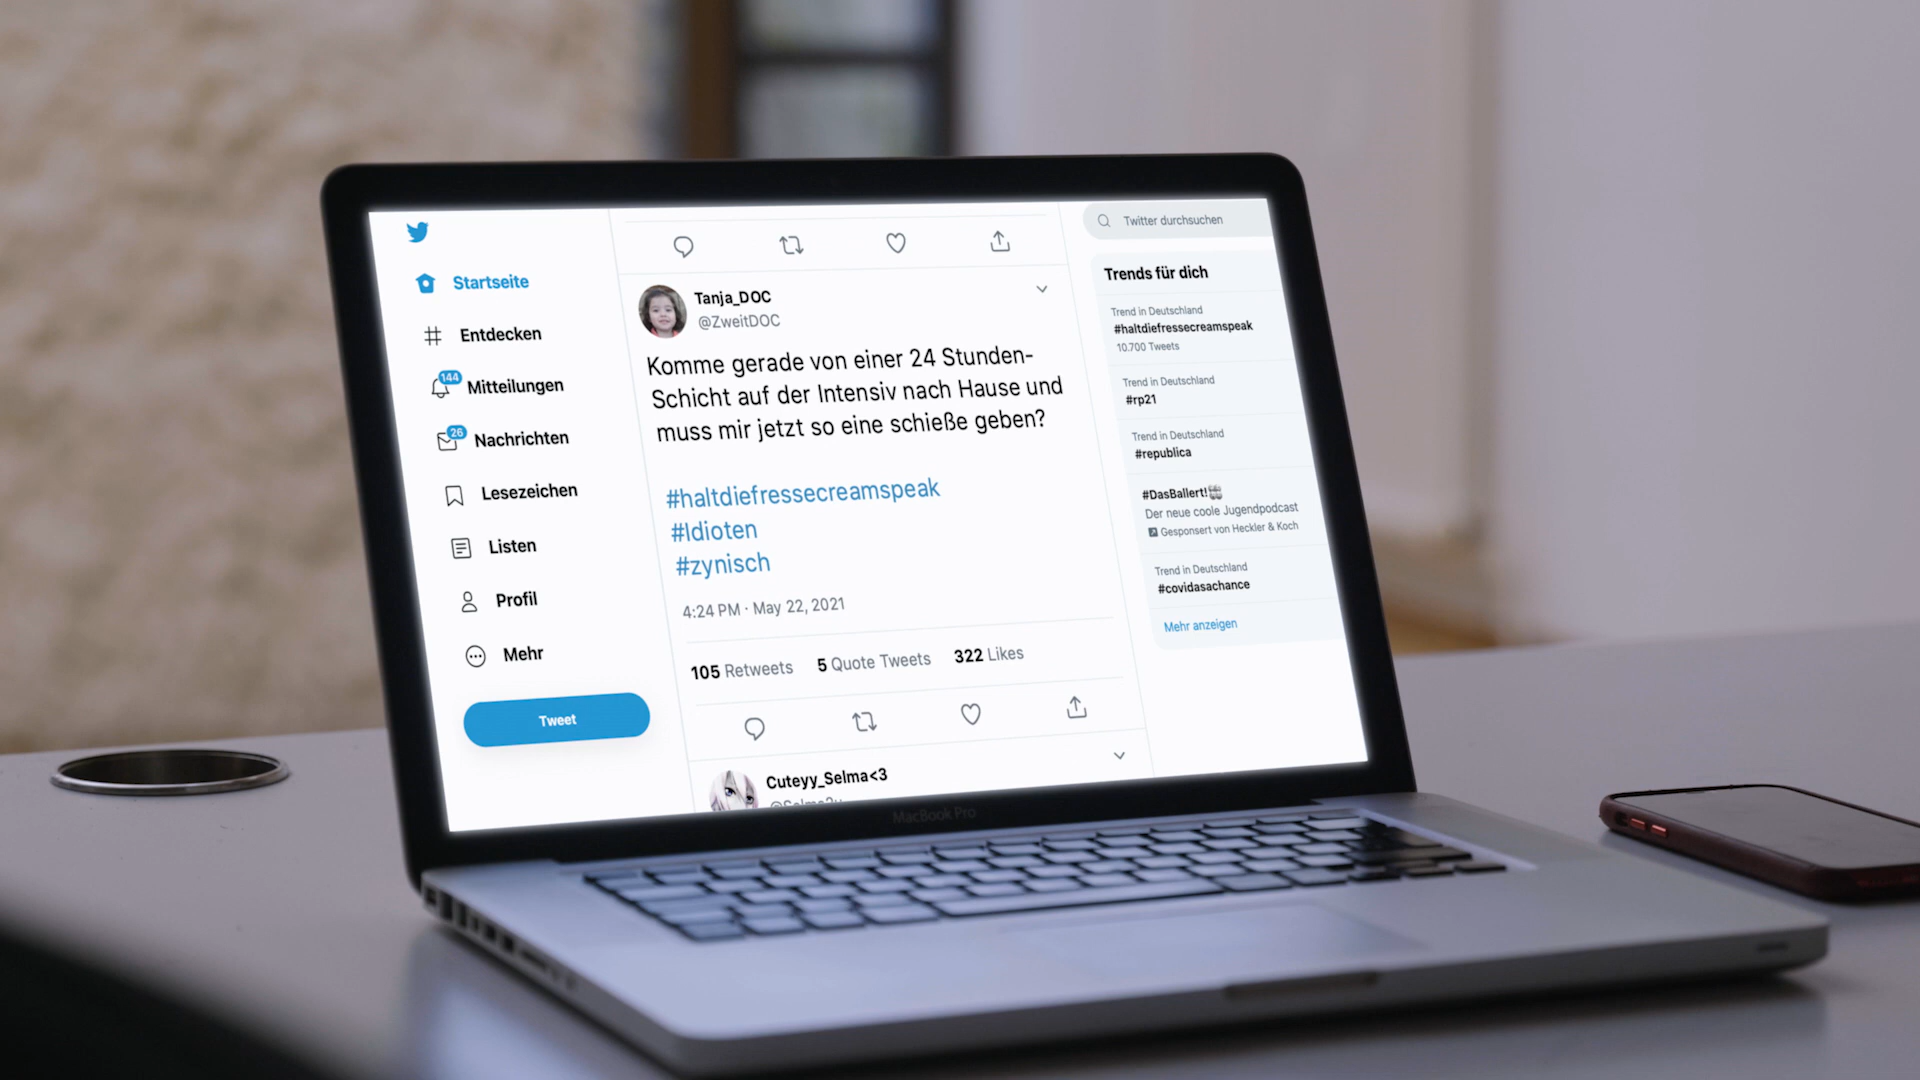 Startseite
Entdecken
144
Mitteilungen
26
Nachrichten
Lesezeichen
Listen
Profil
Mehr
Tweet
Tanja_DOC
@ZweitDOC
Komme gerade von einer 24 Stunden-
Schicht auf der Intensiv nach Hause und
muss mir jetzt so eine schieße geben?
#haltdiefressecreamspeak
#Idioten
#zynisch
4:24 PM · May 22, 2021
105 Retweets 5 Quote Tweets 322 Likes
Cuteyy_Selma<3
Twitter durchsuchen
Trends für dich
Trend in Deutschland
#haltdiefressecreamspeak
10.700 Tweets
Trend in Deutschland
#rp21
Trend in Deutschland
#republica
#DasBallert!
Der neue coole Jugendpodcast
Gesponsert von Heckler & Koch
Trend in Deutschland
#covidasachance
Mehr anzeigen
MacBook Pro